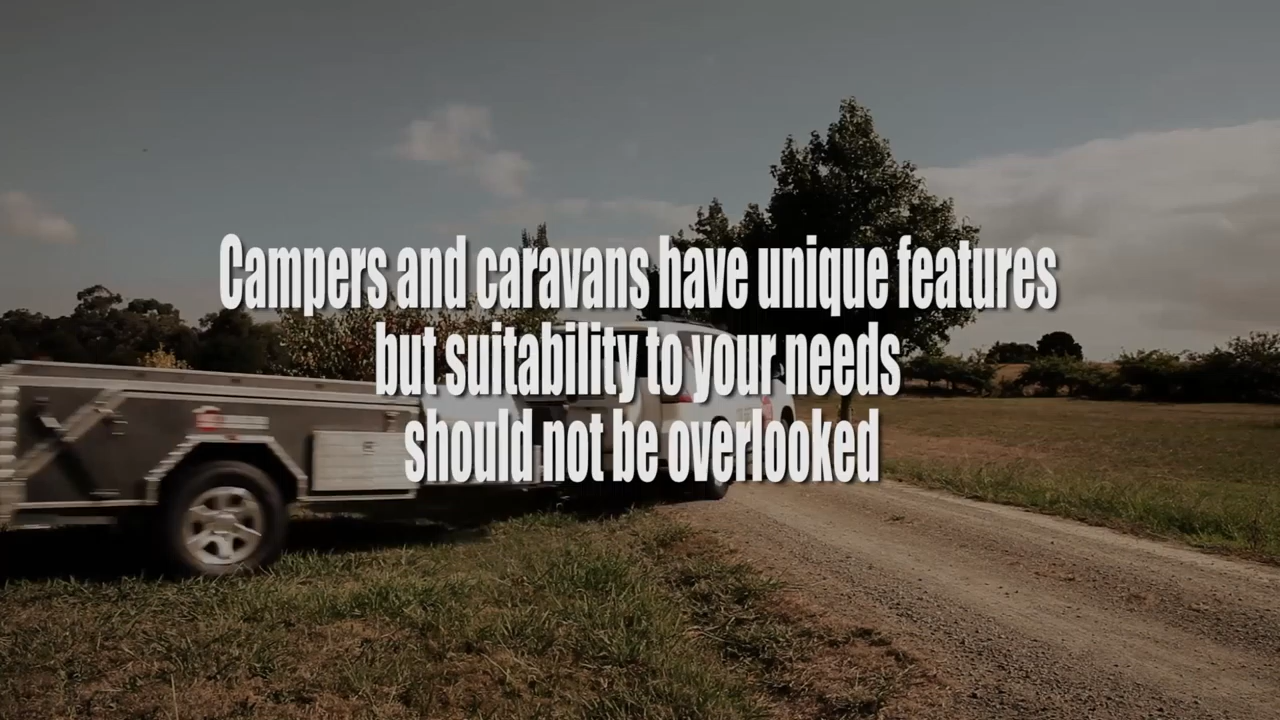 Campers and caravans have unique features
but suitability to your needs
should not be overlooked